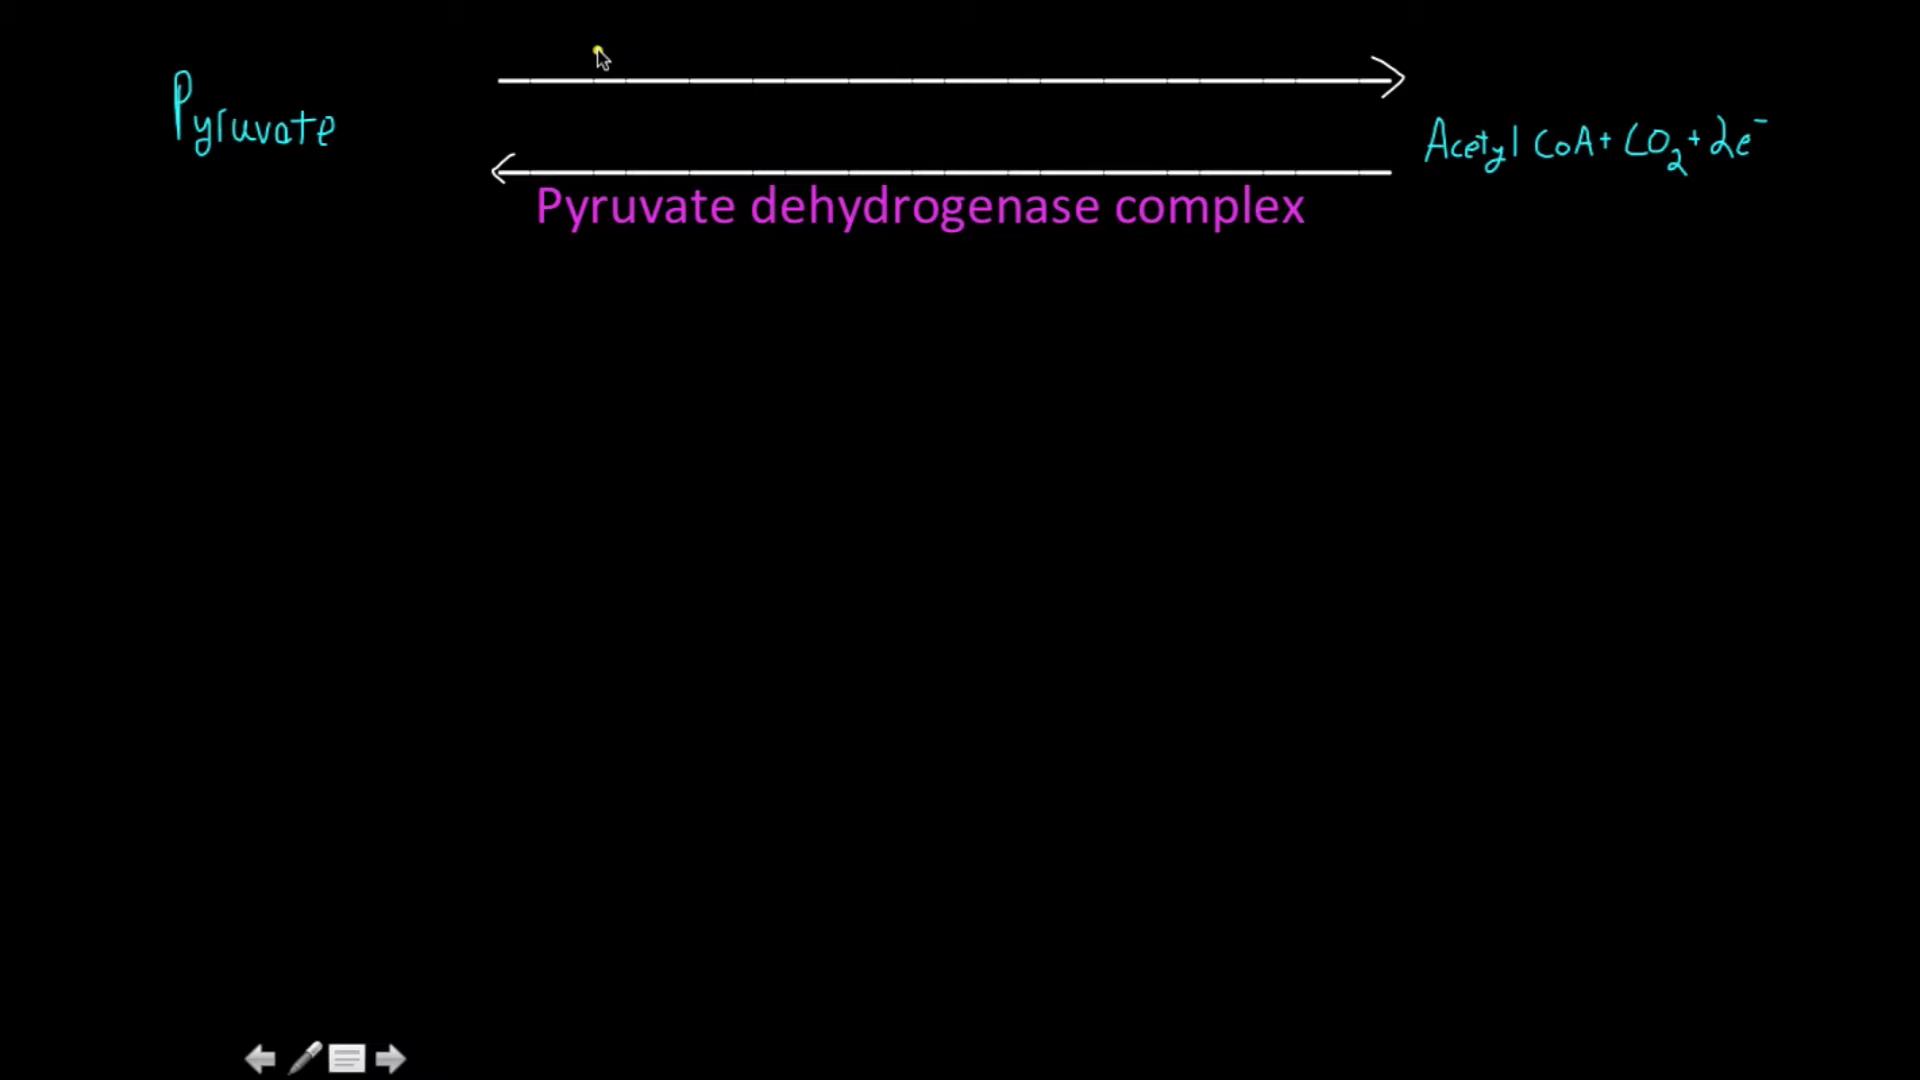 Pyruvate
Acetyl CoA + CO₂ + 2e⁻
Pyruvate dehydrogenase complex